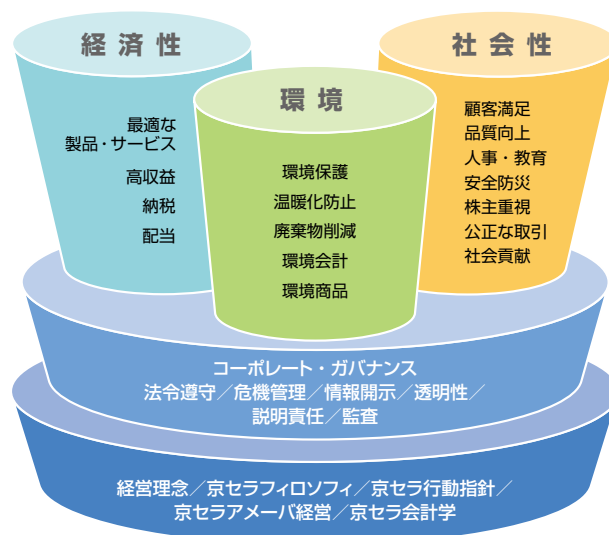 経済性
最適な
製品・サービス
高収益
納税
配当
環境
環境保護
温暖化防止
廃棄物削減
環境会計
環境商品
社会性
顧客満足
品質向上
人事・教育
安全防災
株主重視
公正な取引
社会貢献
コーポレート・ガバナンス
法令遵守／危機管理／情報開示／透明性／
説明責任／監査
経営理念／京セラフィロソフィ／京セラ行動指針／
京セラアメーバ経営／京セラ会計学